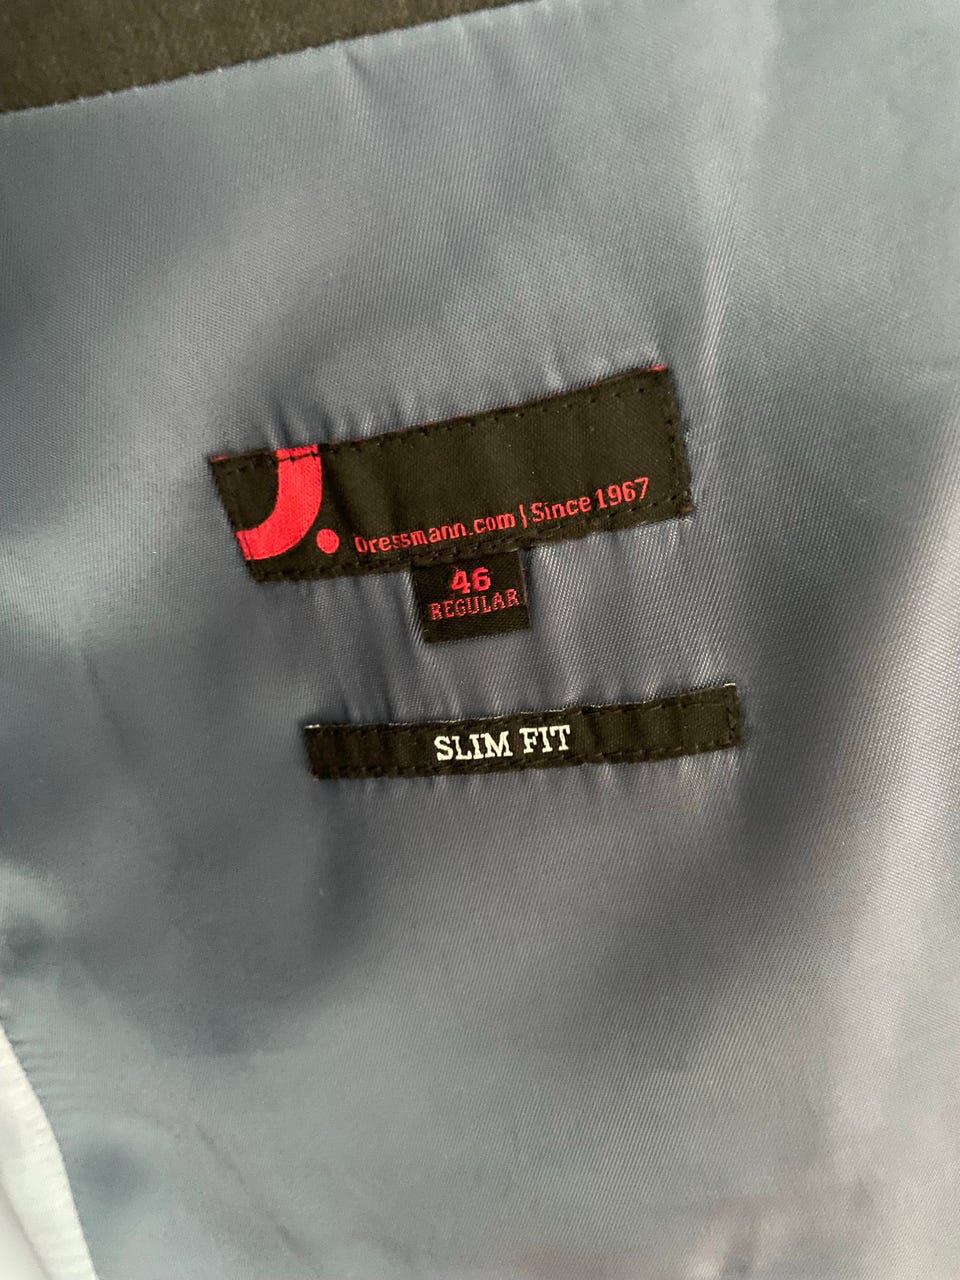 D.
Dressmann.com | Since 1967
46
REGULAR
SLIM FIT